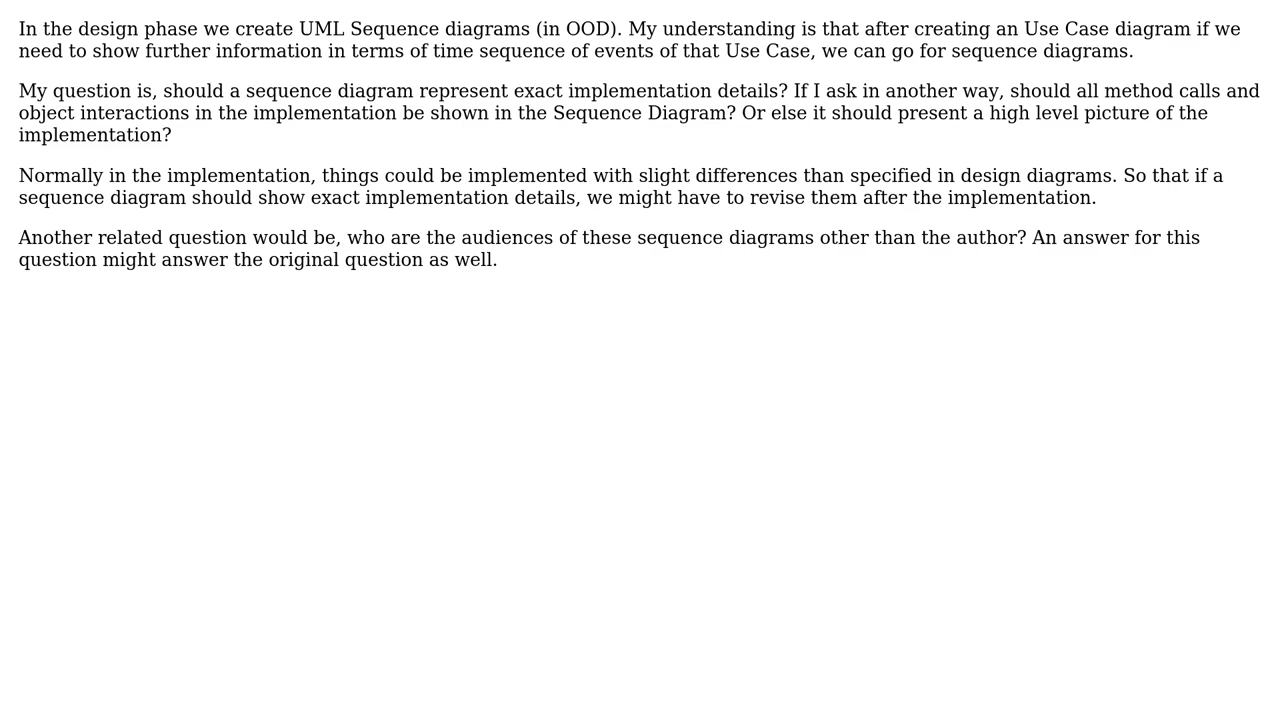 In the design phase we create UML Sequence diagrams (in OOD). My understanding is that after creating an Use Case diagram if we
need to show further information in terms of time sequence of events of that Use Case, we can go for sequence diagrams.
My question is, should a sequence diagram represent exact implementation details? If I ask in another way, should all method calls and
object interactions in the implementation be shown in the Sequence Diagram? Or else it should present a high level picture of the
implementation?
Normally in the implementation, things could be implemented with slight differences than specified in design diagrams. So that if a
sequence diagram should show exact implementation details, we might have to revise them after the implementation.
Another related question would be, who are the audiences of these sequence diagrams other than the author? An answer for this
question might answer the original question as well.